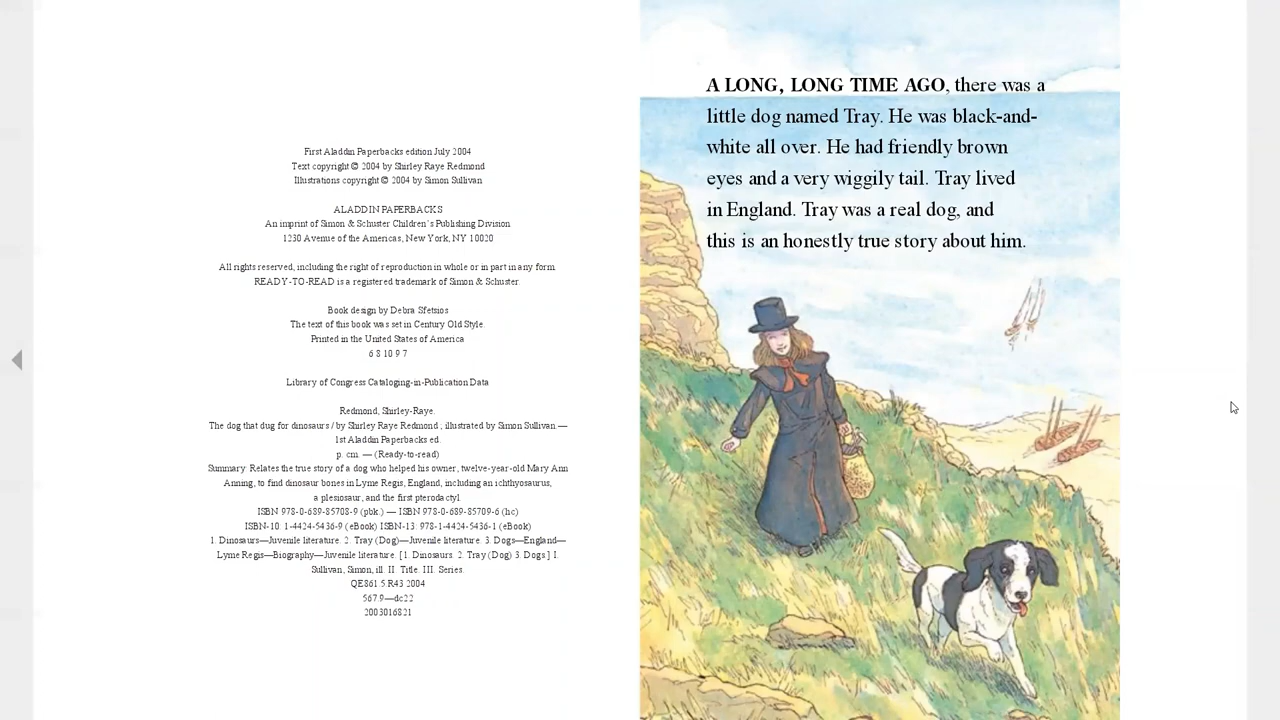 First Aladdin Paperbacks edition July 2004
Text copyright © 2004 by Shirley Raye Redmond
Illustrations copyright © 2004 by Simon Sullivan
ALADDIN PAPERBACKS
An imprint of Simon & Schuster Children's Publishing Division
1230 Avenue of the Americas, New York, NY 10020
All rights reserved, including the right of reproduction in whole or in part in any form.
READY-TO-READ is a registered trademark of Simon & Schuster.
Book design by Debra Sfetsios
The text of this book was set in Century Old Style.
Printed in the United States of America
6 8 10 9 7
Library of Congress Cataloging-in-Publication Data
Redmond, Shirley-Raye.
The dog that dug for dinosaurs / by Shirley Raye Redmond ; illustrated by Simon Sullivan.—
1st Aladdin Paperbacks ed.
p. cm. — (Ready-to-read)
Summary: Relates the true story of a dog who helped his owner, twelve-year-old Mary Ann
Anning, to find dinosaur bones in Lyme Regis, England, including an ichthyosaurus,
a plesiosaur, and the first pterodactyl.
ISBN 978-0-689-85708-9 (pbk.) — ISBN 978-0-689-85709-6 (hc)
ISBN-10: 1-4424-5436-9 (eBook) ISBN-13: 978-1-4424-5436-1 (eBook)
1. Dinosaurs—Juvenile literature. 2. Tray (Dog)—Juvenile literature. 3. Dogs—England—
Lyme Regis—Biography—Juvenile literature. [1. Dinosaurs. 2. Tray (Dog) 3. Dogs.] I.
Sullivan, Simon, ill. II. Title. III. Series.
QE861.5.R43 2004
567.9—dc22
2003016821
A LONG, LONG TIME AGO, there was a
little dog named Tray. He was black-and-
white all over. He had friendly brown
eyes and a very wiggily tail. Tray lived
in England. Tray was a real dog, and
this is an honestly true story about him.